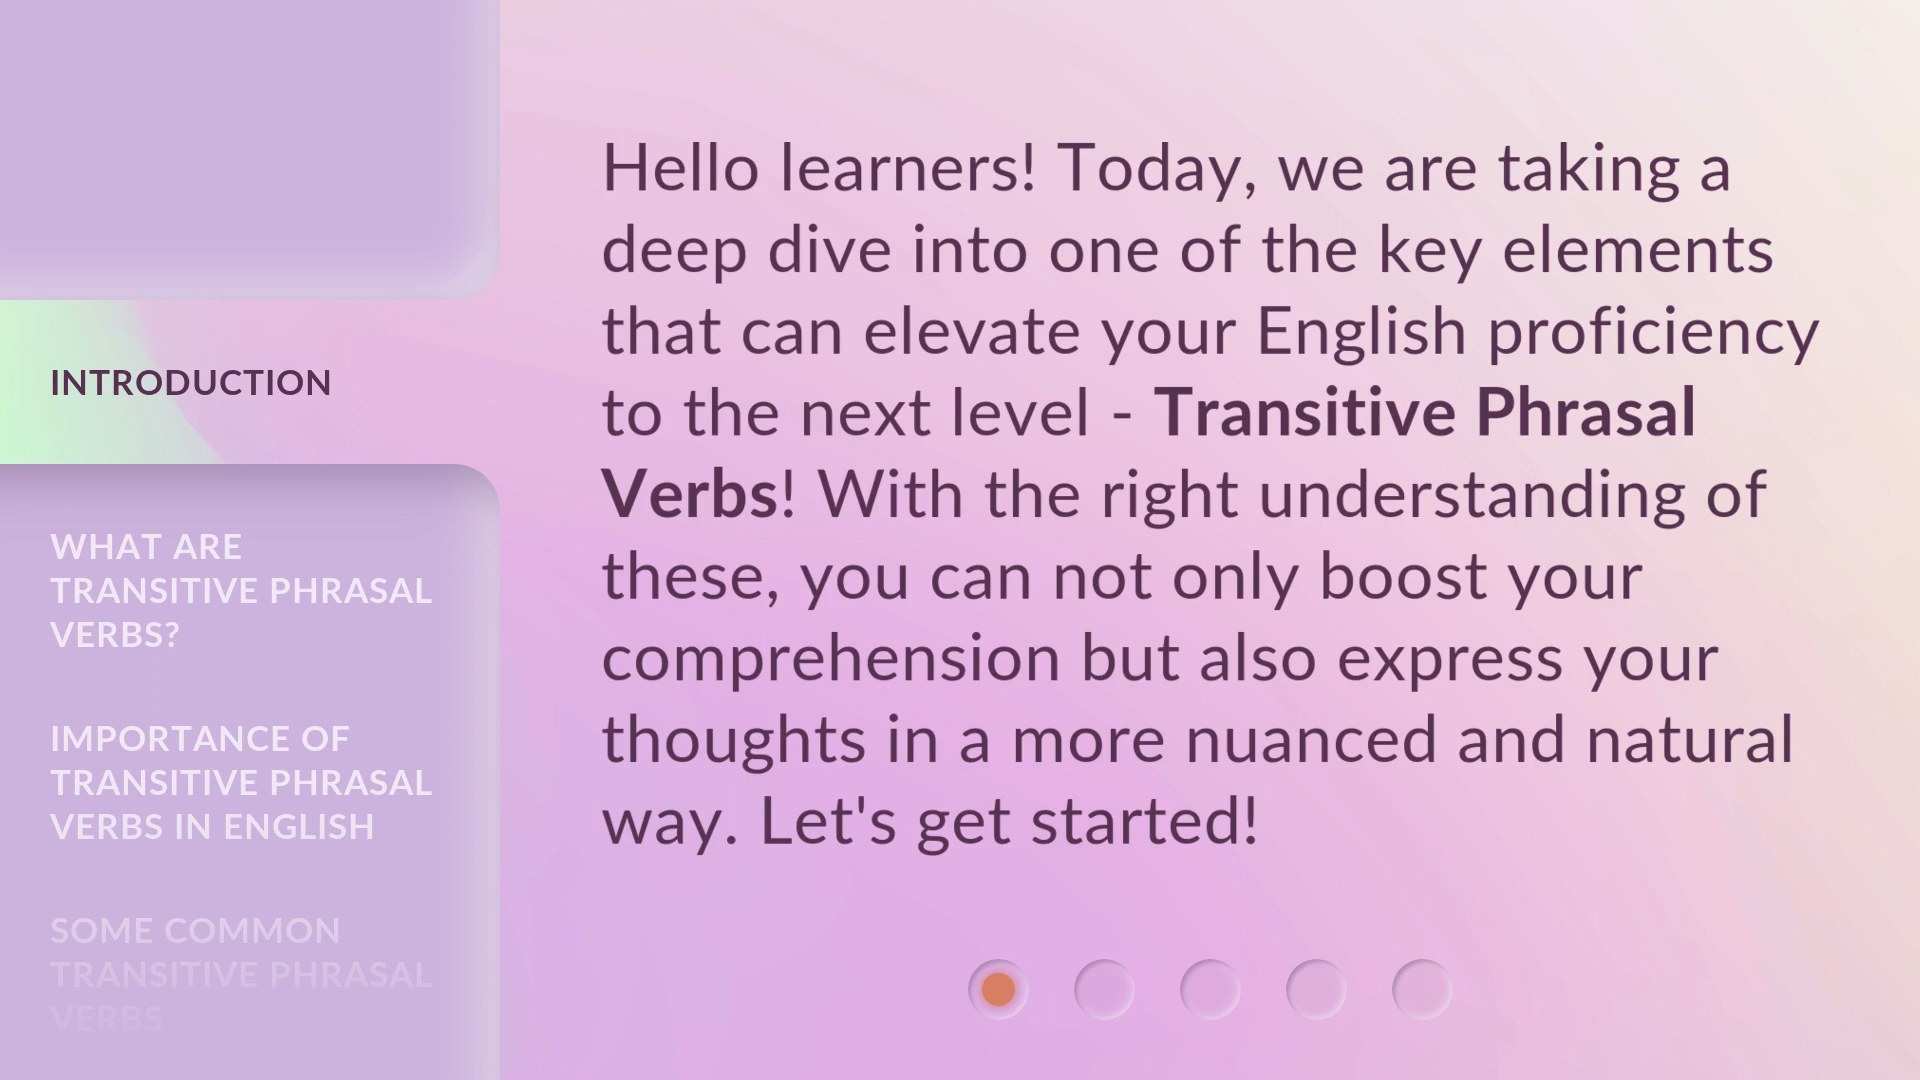 INTRODUCTION
WHAT ARE
TRANSITIVE PHRASAL
VERBS?
IMPORTANCE OF
TRANSITIVE PHRASAL
VERBS IN ENGLISH
SOME COMMON
TRANSITIVE PHRASAL
VERBS
Hello learners! Today, we are taking a
deep dive into one of the key elements
that can elevate your English proficiency
to the next level - Transitive Phrasal
Verbs! With the right understanding of
these, you can not only boost your
comprehension but also express your
thoughts in a more nuanced and natural
way. Let's get started!